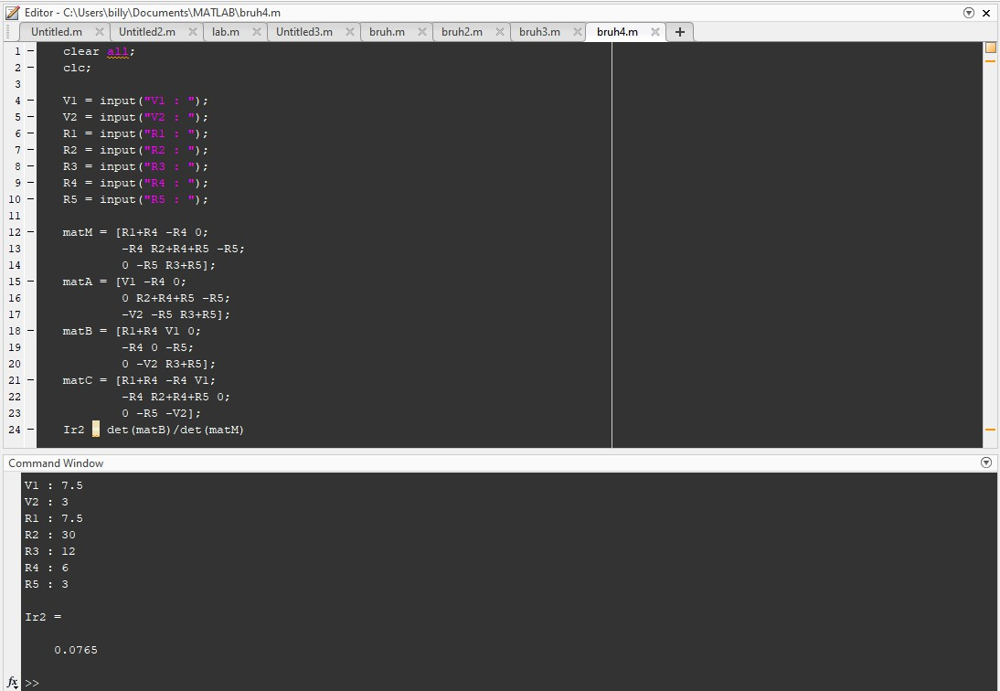 Editor - C:\Users\billy\Documents\MATLAB\bruh4.m
Untitled.m Untitled2.m lab.m Untitled3.m bruh.m bruh2.m bruh3.m bruh4.m +
1 clear all;
2 clc;
3
4 V1 = input("V1 : ");
5 V2 = input("V2 : ");
6 R1 = input("R1 : ");
7 R2 = input("R2 : ");
8 R3 = input("R3 : ");
9 R4 = input("R4 : ");
10 R5 = input("R5 : ");
11
12 matM = [R1+R4 -R4 0;
13 -R4 R2+R4+R5 -R5;
14 0 -R5 R3+R5];
15 matA = [V1 -R4 0;
16 0 R2+R4+R5 -R5;
17 -V2 -R5 R3+R5];
18 matB = [R1+R4 V1 0;
19 -R4 0 -R5;
20 0 -V2 R3+R5];
21 matC = [R1+R4 -R4 V1;
22 -R4 R2+R4+R5 0;
23 0 -R5 -V2];
24 Ir2 = det(matB)/det(matM)
Command Window
V1 : 7.5
V2 : 3
R1 : 7.5
R2 : 30
R3 : 12
R4 : 6
R5 : 3
Ir2 =
0.0765
fx >>